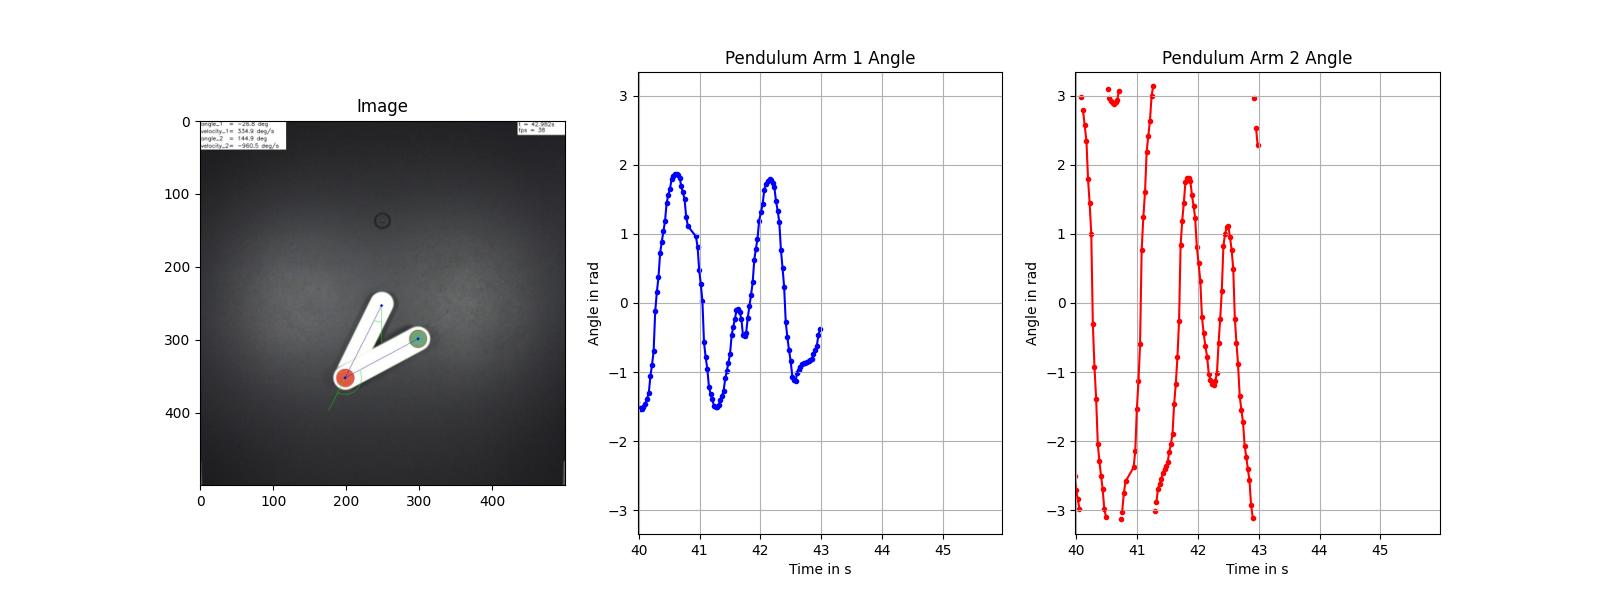 Image
Pendulum Arm 1 Angle
Pendulum Arm 2 Angle
angle_1 = -26.8 deg
velocity_1= 334.9 deg/s
angle_2 = 144.9 deg
velocity_2= -960.5 deg/s
t = 42.982s
fps = 38
0
100
200
300
400
0 100 200 300 400
Angle in rad
3
2
1
0
−1
−2
−3
40 41 42 43 44 45
Time in s
Angle in rad
3
2
1
0
−1
−2
−3
40 41 42 43 44 45
Time in s